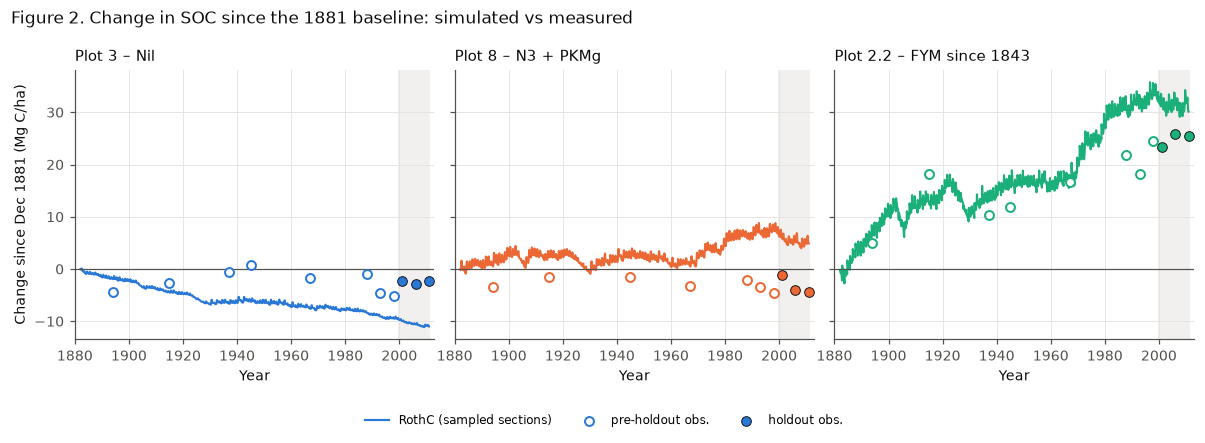 Figure 2. Change in SOC since the 1881 baseline: simulated vs measured
Plot 3 – Nil
Plot 8 – N3 + PKMg
Plot 2.2 – FYM since 1843
Change since Dec 1881 (Mg C/ha)
30
20
10
0
−10
1880 1900 1920 1940 1960 1980 2000
1880 1900 1920 1940 1960 1980 2000
1880 1900 1920 1940 1960 1980 2000
Year
Year
Year
RothC (sampled sections)
pre-holdout obs.
holdout obs.